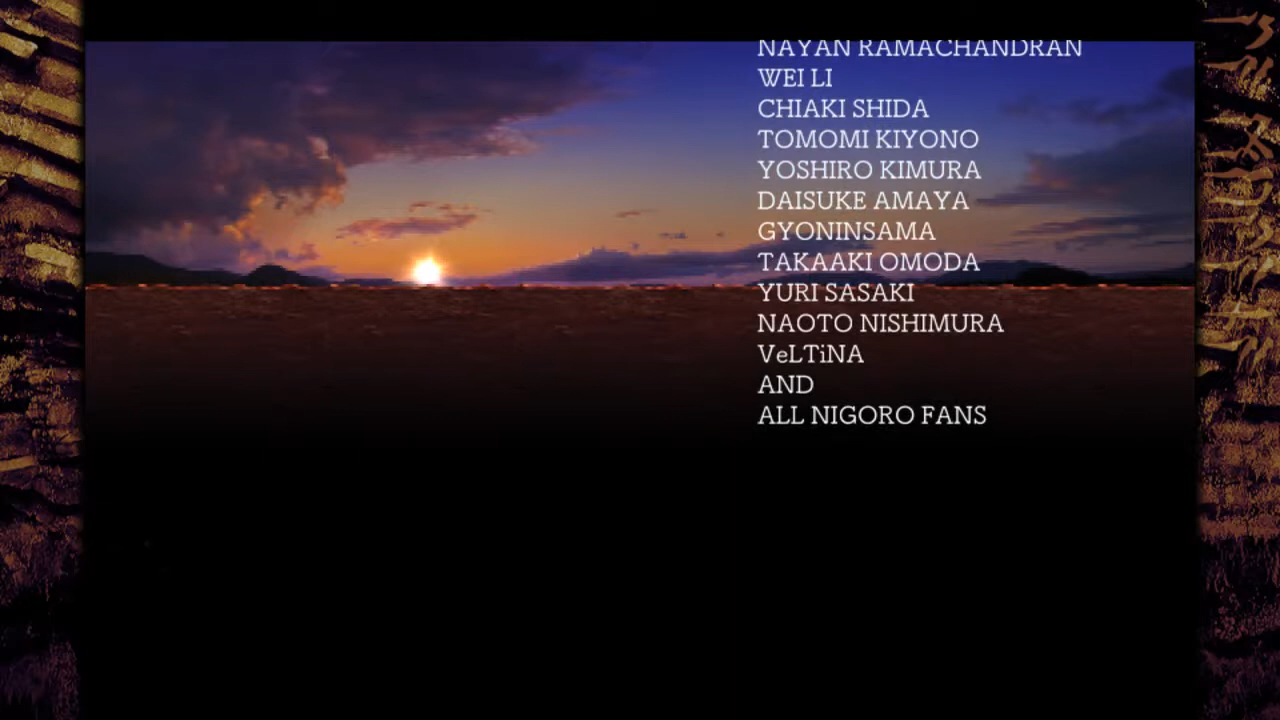 NAYAN RAMACHANDRAN
WEI LI
CHIAKI SHIDA
TOMOMI KIYONO
YOSHIRO KIMURA
DAISUKE AMAYA
GYONINSAMA
TAKAAKI OMODA
YURI SASAKI
NAOTO NISHIMURA
VeLTiNA
AND
ALL NIGORO FANS